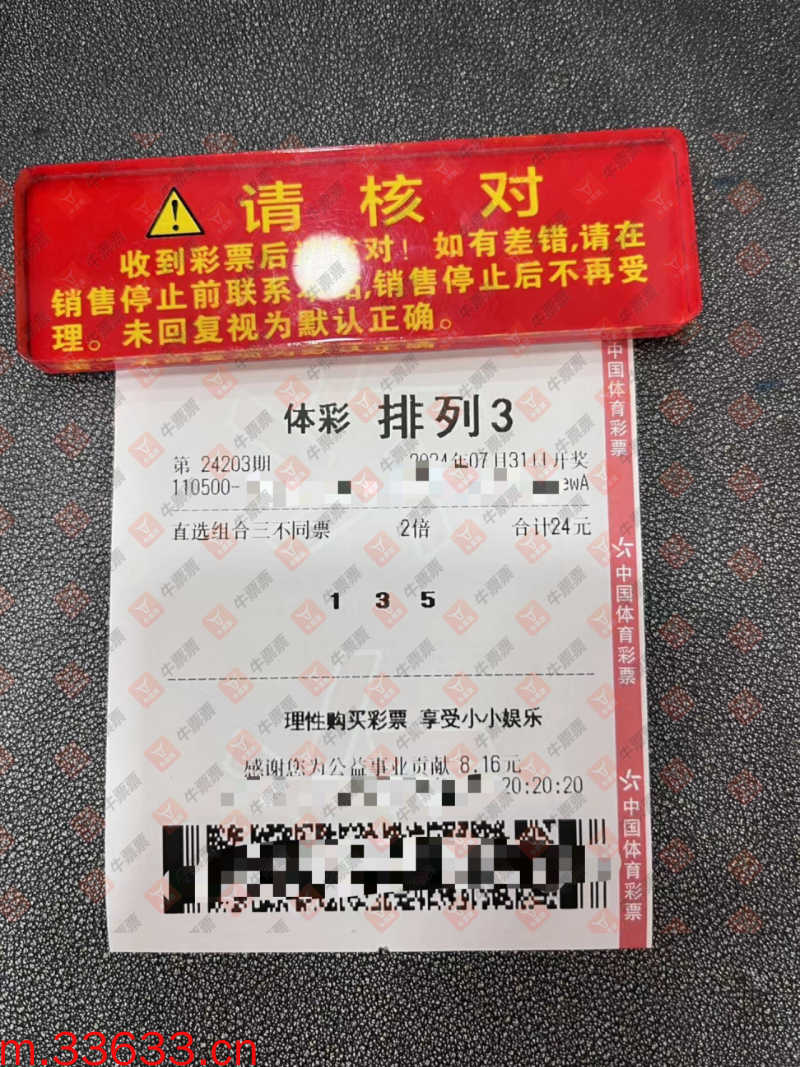 请核对
收到彩票后 对！如有差错,请在
销售停止前联系 ,销售停止后不再受
理。未回复视为默认正确。
体彩 排列3
第 24203期 2024年07月31日开奖
110500- ewA
直选组合三不同票 2倍 合计24元
1 3 5
理性购买彩票 享受小小娱乐
感谢您为公益事业贡献 8.16元
20:20:20
中国体育彩票
中国体育彩票
中国体育彩票
牛票票
m.33633.cn